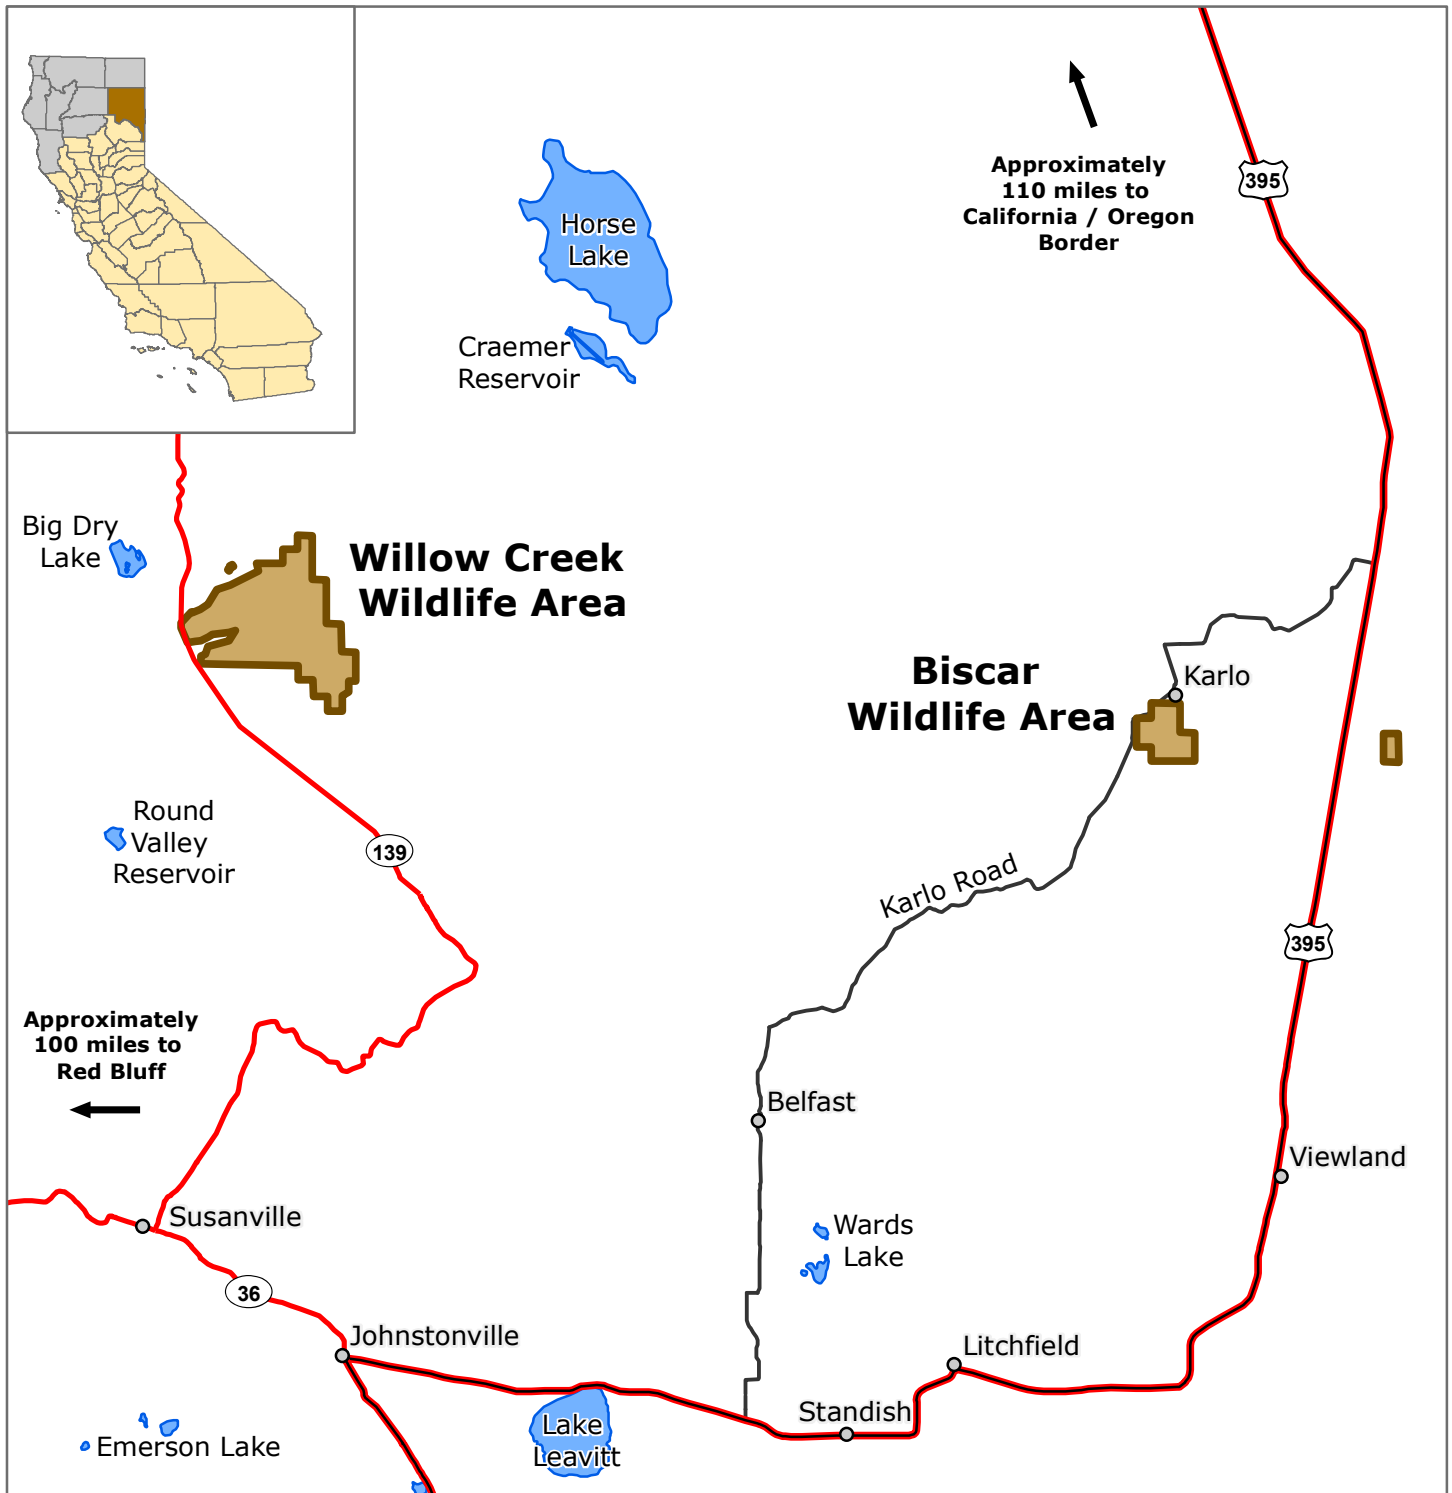 395
Approximately
110 miles to
California / Oregon
Border
Horse
Lake
Craemer
Reservoir
Big Dry
Lake
Willow Creek
Wildlife Area
Biscar
Wildlife Area
Karlo
Round
Valley
Reservoir
139
Karlo Road
395
Approximately
100 miles to
Red Bluff
Belfast
Viewland
Susanville
Wards
Lake
36
Johnstonville
Litchfield
Standish
Lake
Leavitt
Emerson Lake